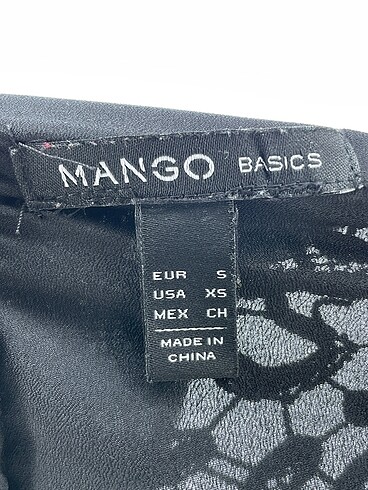 MANGO BASICS
EUR S
USA XS
MEX CH
MADE IN
CHINA